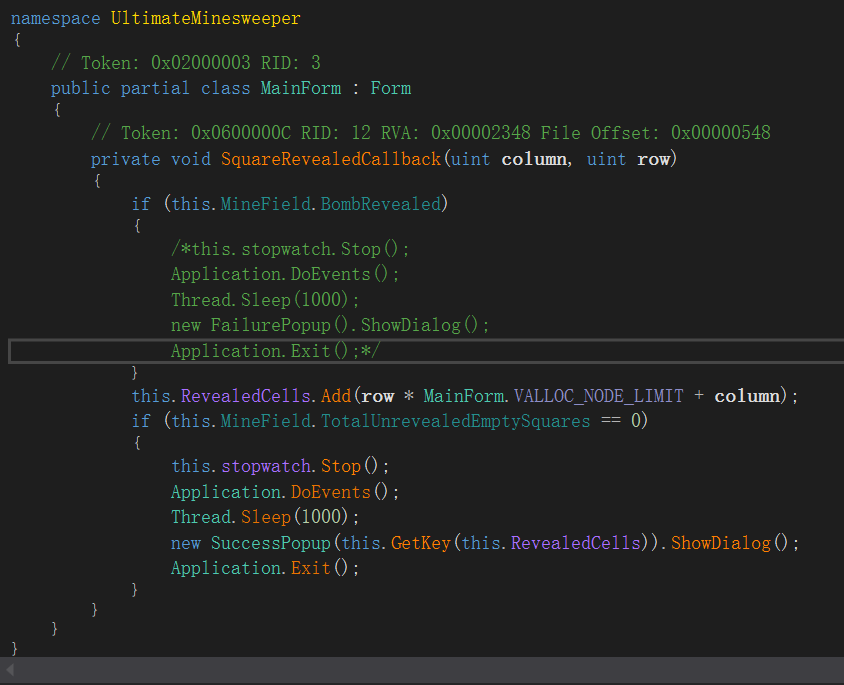 namespace UltimateMinesweeper
{
// Token: 0x02000003 RID: 3
public partial class MainForm : Form
{
// Token: 0x0600000C RID: 12 RVA: 0x00002348 File Offset: 0x00000548
private void SquareRevealedCallback(uint column, uint row)
{
if (this.MineField.BombRevealed)
{
/*this.stopwatch.Stop();
Application.DoEvents();
Thread.Sleep(1000);
new FailurePopup().ShowDialog();
Application.Exit();*/
}
this.RevealedCells.Add(row * MainForm.VALLOC_NODE_LIMIT + column);
if (this.MineField.TotalUnrevealedEmptySquares == 0)
{
this.stopwatch.Stop();
Application.DoEvents();
Thread.Sleep(1000);
new SuccessPopup(this.GetKey(this.RevealedCells)).ShowDialog();
Application.Exit();
}
}
}
}